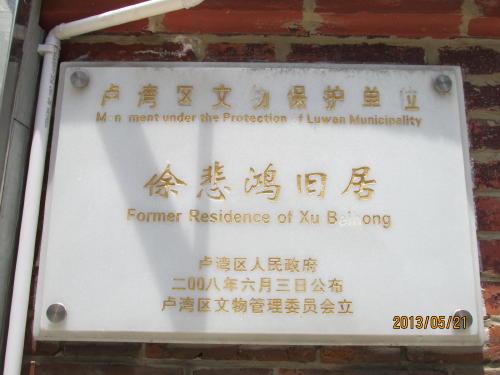 卢湾区文物保护单位
Monument under the Protection of Luwan Municipality
徐悲鸿旧居
Former Residence of Xu Beihong
卢湾区人民政府
二00八年六月三日公布
卢湾区文物管理委员会立
2013/05/21